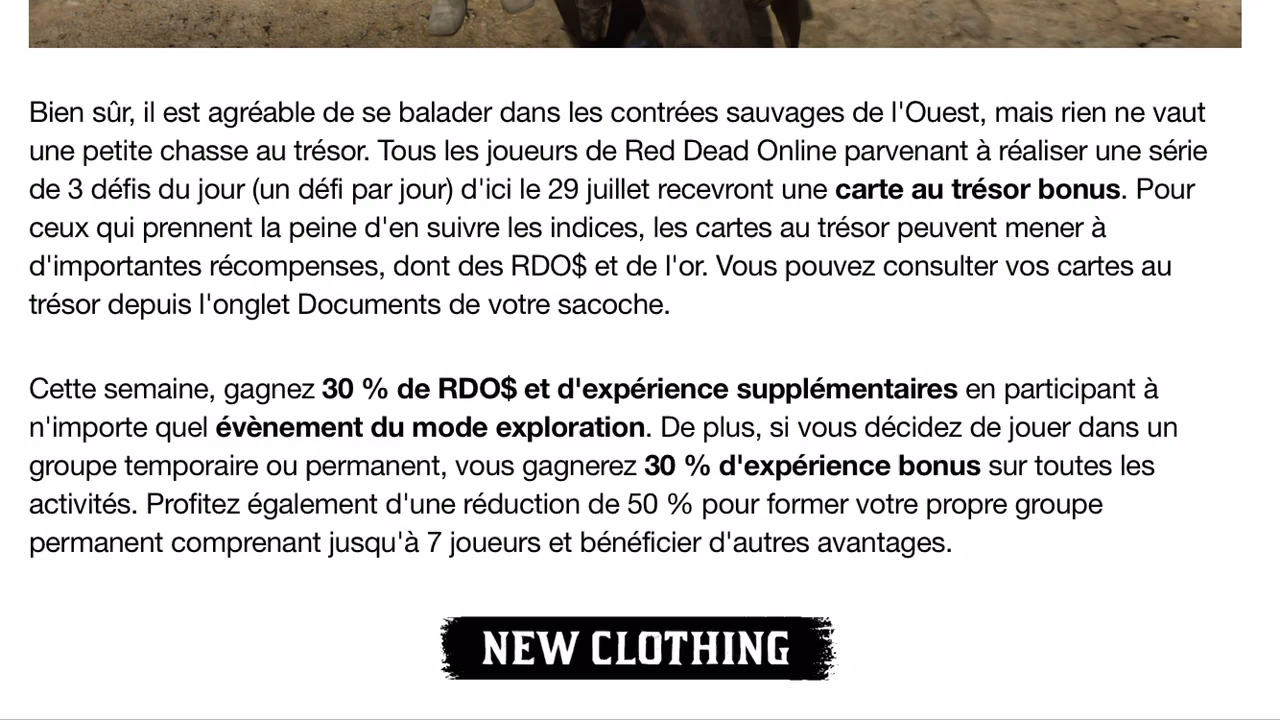 Bien sûr, il est agréable de se balader dans les contrées sauvages de l'Ouest, mais rien ne vaut
une petite chasse au trésor. Tous les joueurs de Red Dead Online parvenant à réaliser une série
de 3 défis du jour (un défi par jour) d'ici le 29 juillet recevront une carte au trésor bonus. Pour
ceux qui prennent la peine d'en suivre les indices, les cartes au trésor peuvent mener à
d'importantes récompenses, dont des RDO$ et de l'or. Vous pouvez consulter vos cartes au
trésor depuis l'onglet Documents de votre sacoche.
Cette semaine, gagnez 30 % de RDO$ et d'expérience supplémentaires en participant à
n'importe quel évènement du mode exploration. De plus, si vous décidez de jouer dans un
groupe temporaire ou permanent, vous gagnerez 30 % d'expérience bonus sur toutes les
activités. Profitez également d'une réduction de 50 % pour former votre propre groupe
permanent comprenant jusqu'à 7 joueurs et bénéficier d'autres avantages.
NEW CLOTHING